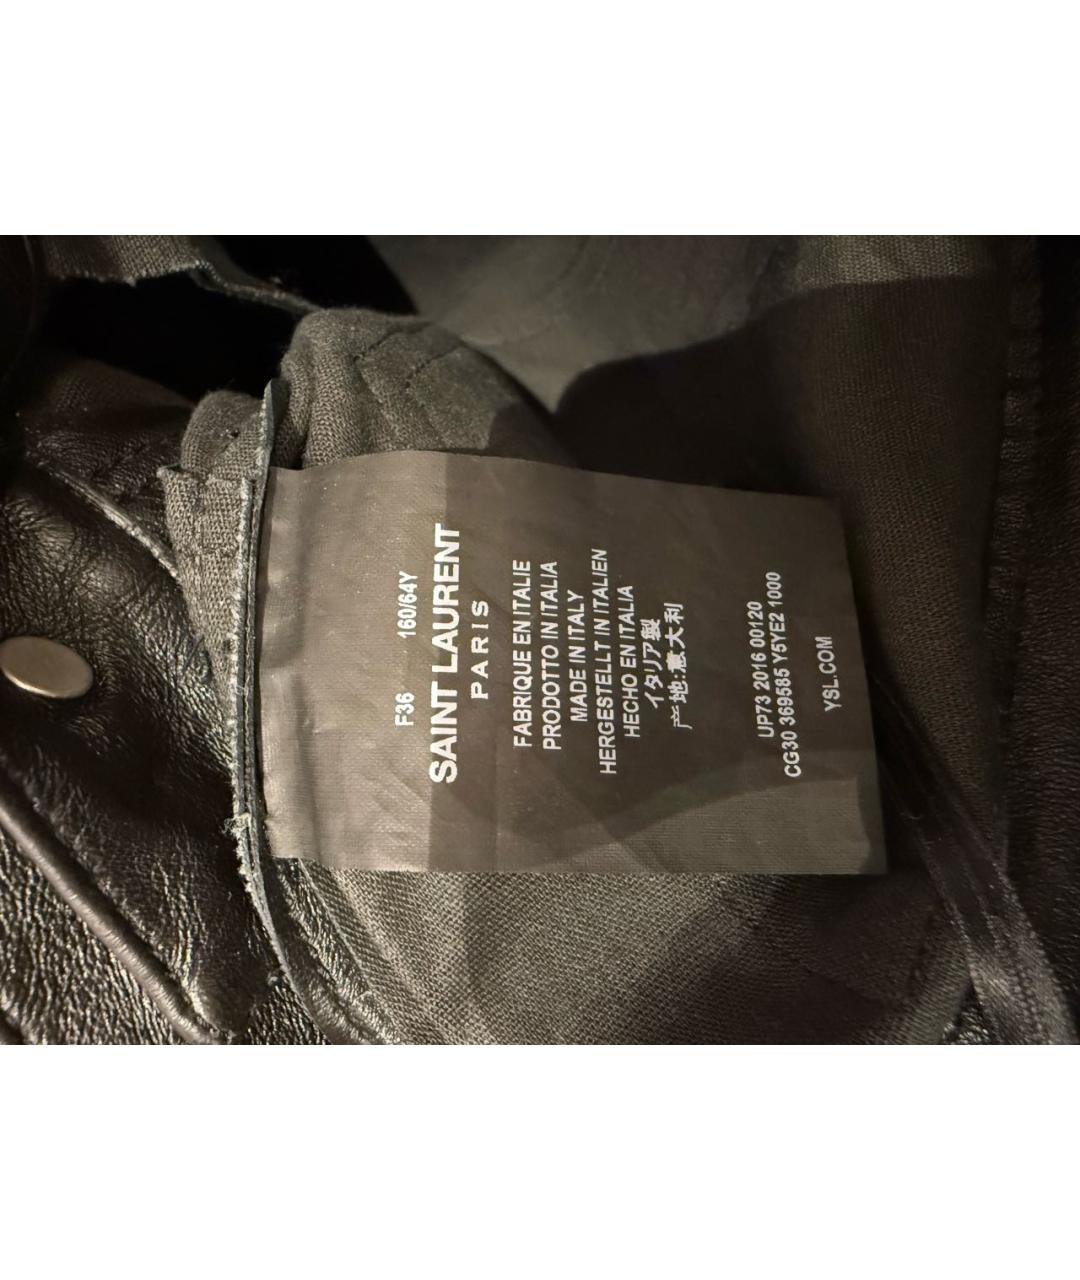 F36 160/64Y
SAINT LAURENT
PARIS
FABRIQUE EN ITALIE
PRODOTTO IN ITALIA
MADE IN ITALY
HERGESTELLT IN ITALIEN
HECHO EN ITALIA
イタリア製
产地:意大利
UP73 2016 00120
CG30 369585 Y5YE2 1000
YSL.COM